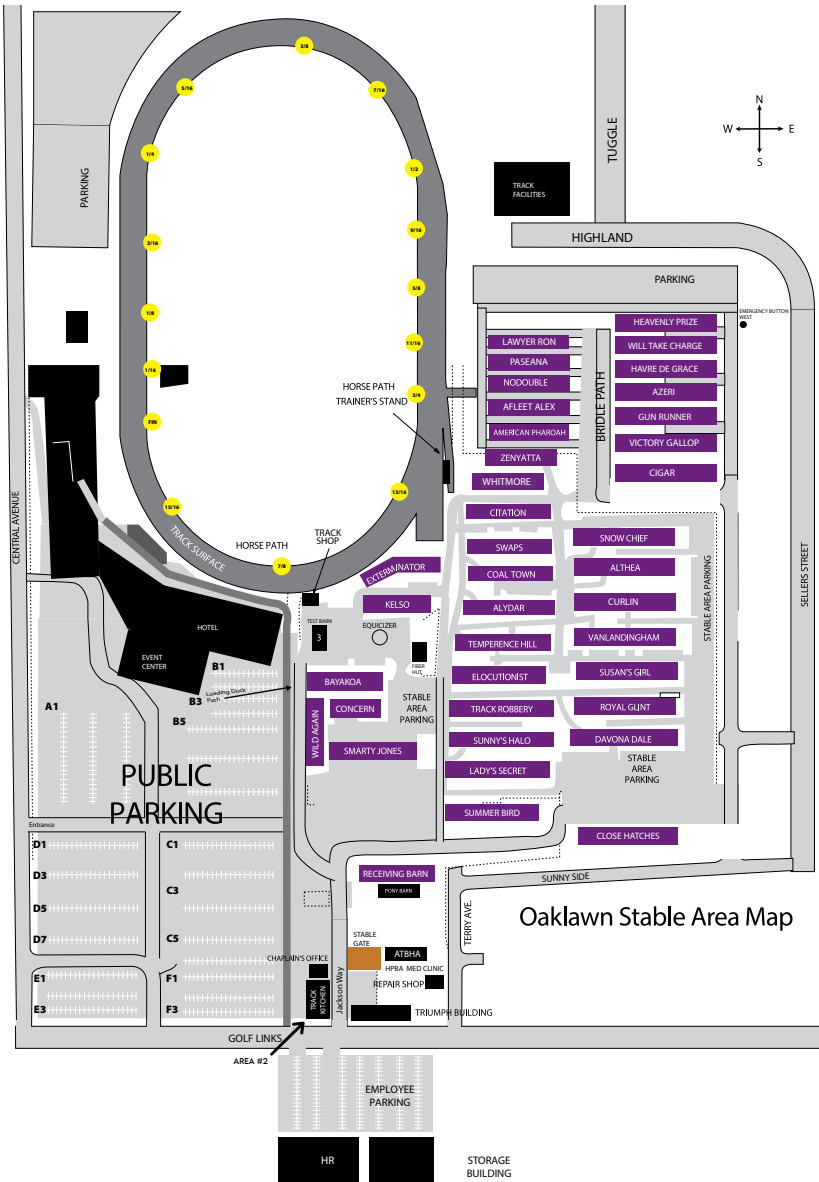 3/8
5/16
7/16
N
W
E
S
TUGGLE
1/4
1/2
PARKING
TRACK
FACILITIES
9/16
3/16
HIGHLAND
5/8
PARKING
1/8
EMERGENCY BUTTON
WEST
HEAVENLY PRIZE
LAWYER RON
11/16
WILL TAKE CHARGE
PASEANA
1/16
HAVRE DE GRACE
NODOUBLE
HORSE PATH
TRAINER'S STAND
3/4
AZERI
AFLEET ALEX
BRIDLE PATH
GUN RUNNER
FIN
AMERICAN PHAROAH
VICTORY GALLOP
ZENYATTA
CIGAR
WHITMORE
13/16
15/16
CITATION
CENTRAL AVENUE
TRACK SURFACE
HORSE PATH
TRACK
SHOP
SNOW CHIEF
SWAPS
7/8
EXTERMINATOR
ALTHEA
COAL TOWN
SELLERS STREET
STABLE AREA PARKING
KELSO
CURLIN
ALYDAR
TEST BARN
3
EQUICIZER
HOTEL
VANLANDINGHAM
TEMPERENCE HILL
EVENT
CENTER
FIBER
HUT
B1
SUSAN'S GIRL
ELOCUTIONIST
BAYAKOA
Loading Dock
Path
B3
STABLE
AREA
PARKING
A1
CONCERN
TRACK ROBBERY
ROYAL GLINT
B5
WILD AGAIN
SUNNY'S HALO
DAVONA DALE
SMARTY JONES
STABLE
AREA
PARKING
LADY'S SECRET
PUBLIC
PARKING
SUMMER BIRD
Entrance
CLOSE HATCHES
D1
C1
D3
RECEIVING BARN
SUNNY SIDE
C3
PONY BARN
D5
TERRY AVE.
Oaklawn Stable Area Map
D7
C5
STABLE
GATE
ATBHA
CHAPLAIN'S OFFICE
HPBA MED CLINIC
E1
F1
REPAIR SHOP
TRACK
KITCHEN
Jackson Way
E3
F3
TRIUMPH BUILDING
GOLF LINKS
AREA #2
EMPLOYEE
PARKING
HR
STORAGE
BUILDING